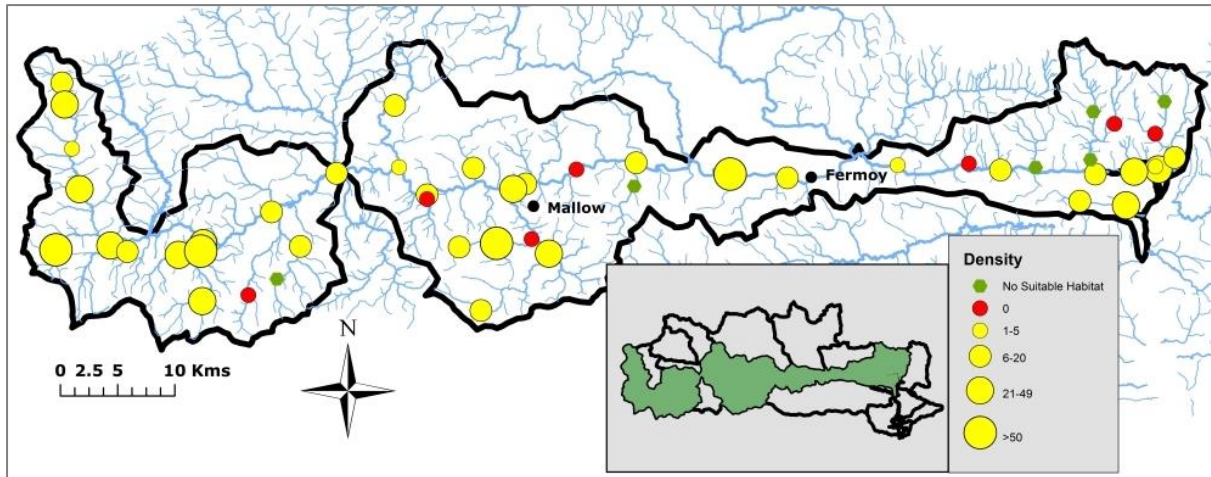 Mallow
Fermoy
N
0 2.5 5 10 Kms
Density
No Suitable Habitat
0
1-5
6-20
21-49
>50